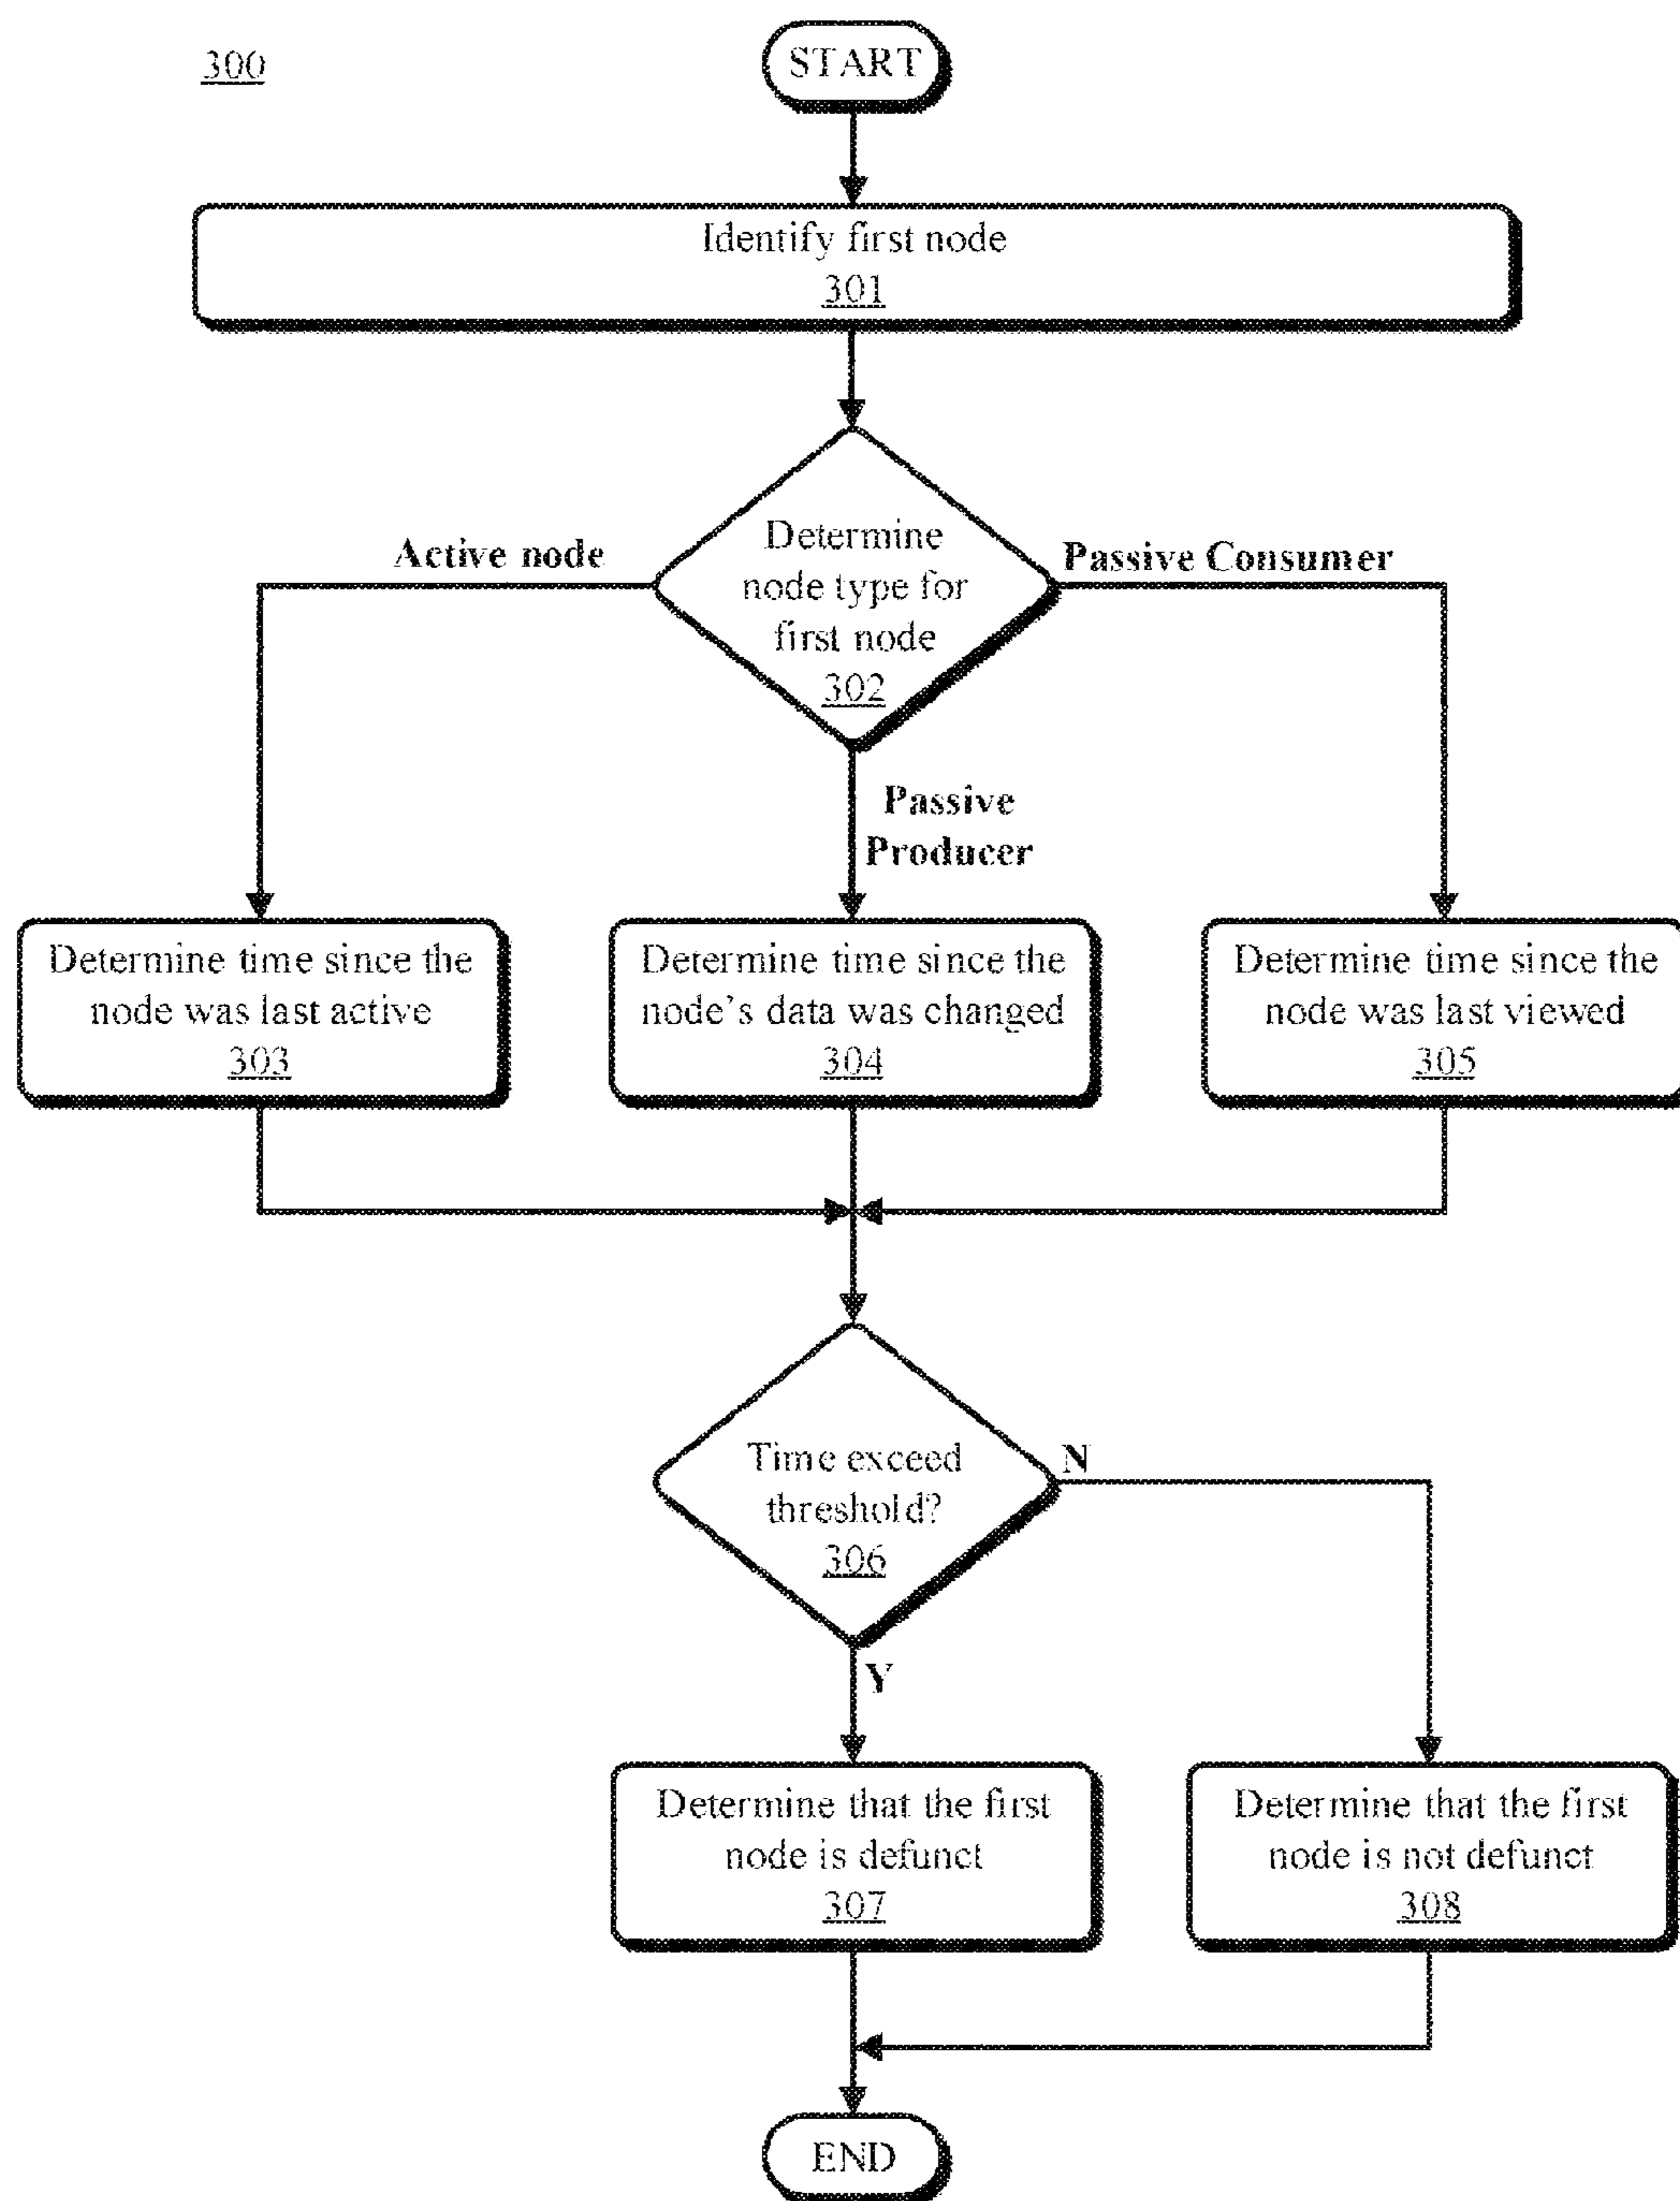 300
START
Identify first node
301
Determine
node type for
first node
302
Active node
Passive Consumer
Passive
Producer
Determine time since the
node was last active
303
Determine time since the
node's data was changed
304
Determine time since the
node was last viewed
305
Time exceed
threshold?
306
N
Y
Determine that the first
node is defunct
307
Determine that the first
node is not defunct
308
END